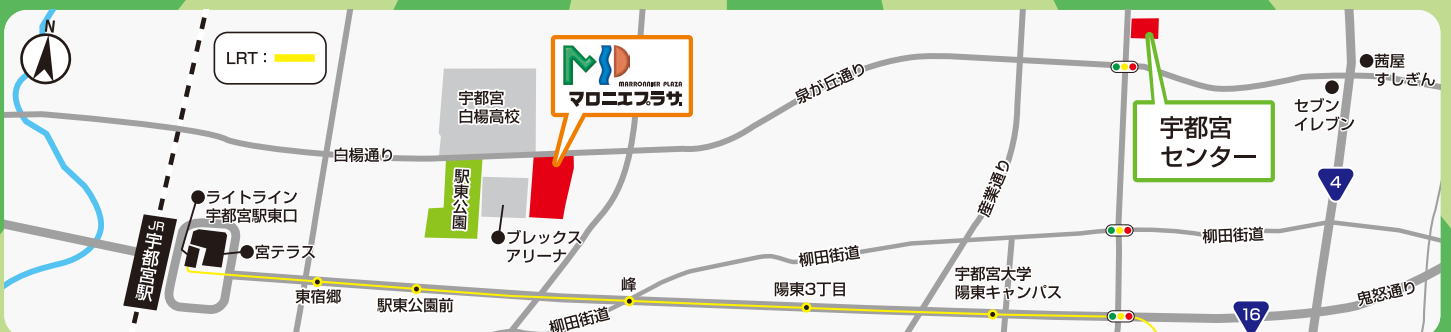 N
LRT：
MP
MARRONNIER PLAZA
マロニエプラザ
宇都宮
白楊高校
白楊通り
泉が丘通り
宇都宮
センター
茜屋
すしぎん
セブン
イレブン
4
駅東公園
ブレックス
アリーナ
ライトライン
宇都宮駅東口
宮テラス
JR
宇都宮駅
産業通り
柳田街道
柳田街道
柳田街道
東宿郷
駅東公園前
峰
陽東3丁目
宇都宮大学
陽東キャンパス
16
鬼怒通り